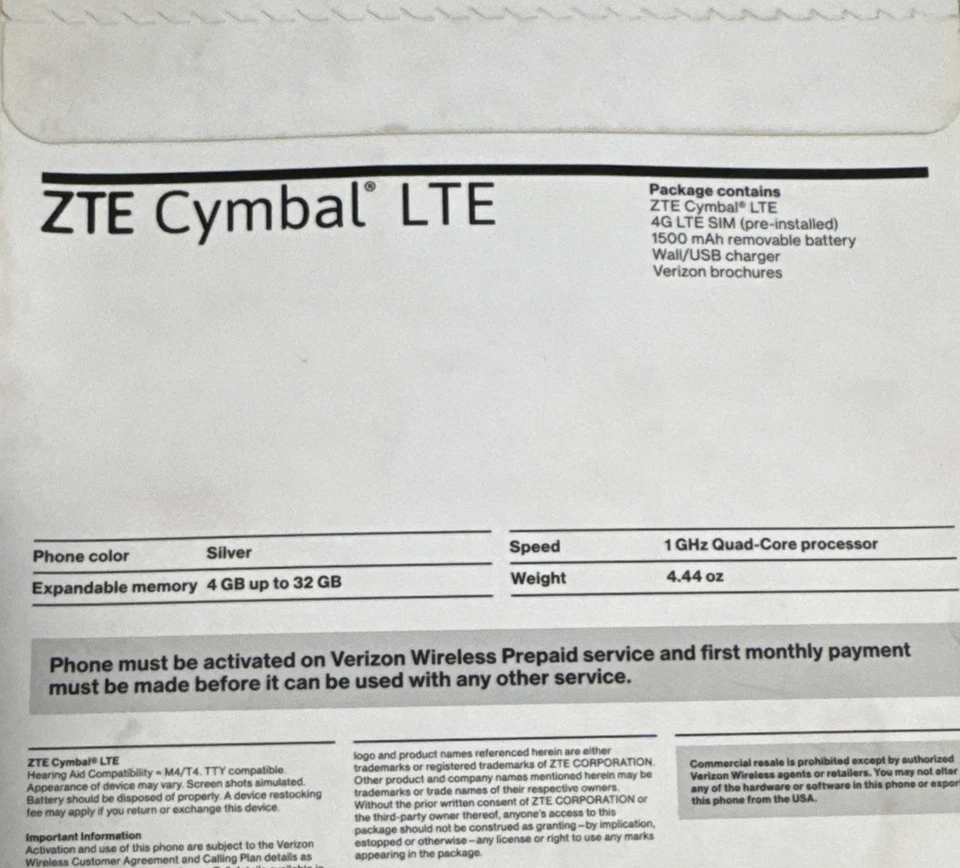 ZTE Cymbal® LTE
Package contains
ZTE Cymbal® LTE
4G LTE SIM (pre-installed)
1500 mAh removable battery
Wall/USB charger
Verizon brochures
Phone color Silver
Expandable memory 4 GB up to 32 GB
Speed 1 GHz Quad-Core processor
Weight 4.44 oz
Phone must be activated on Verizon Wireless Prepaid service and first monthly payment
must be made before it can be used with any other service.
ZTE Cymbal® LTE
Hearing Aid Compatibility = M4/T4. TTY compatible.
Appearance of device may vary. Screen shots simulated.
Battery should be disposed of properly. A device restocking
fee may apply if you return or exchange this device.
Important Information
Activation and use of this phone are subject to the Verizon
Wireless Customer Agreement and Calling Plan details as
logo and product names referenced herein are either
trademarks or registered trademarks of ZTE CORPORATION.
Other product and company names mentioned herein may be
trademarks or trade names of their respective owners.
Without the prior written consent of ZTE CORPORATION or
the third-party owner thereof, anyone's access to this
package should not be construed as granting—by implication,
estopped or otherwise—any license or right to use any marks
appearing in the package.
Commercial resale is prohibited except by authorized
Verizon Wireless agents or retailers. You may not alter
any of the hardware or software in this phone or export
this phone from the USA.